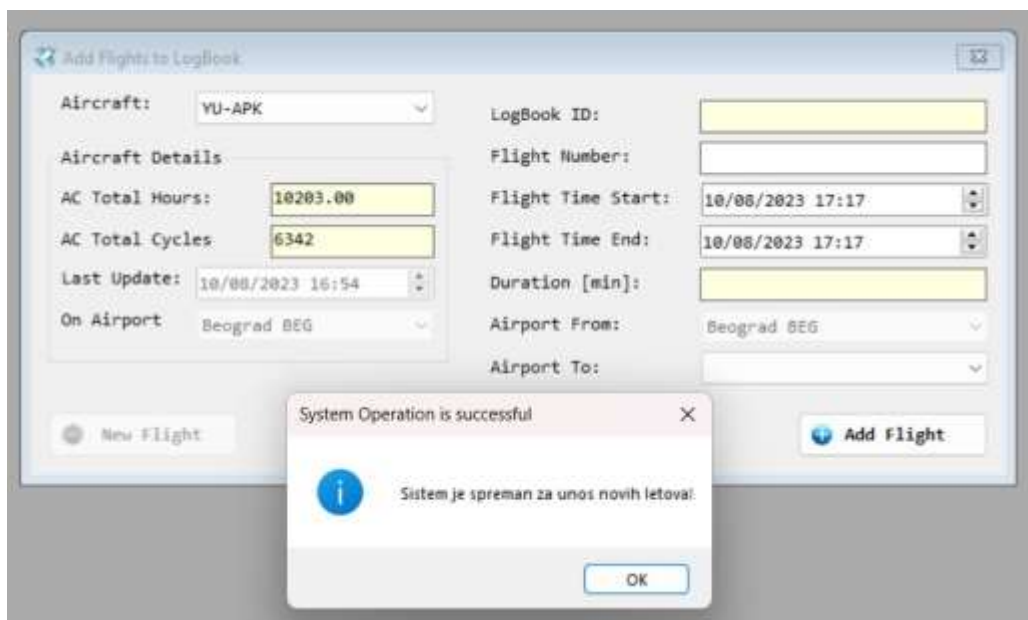 Add Flights to LogBook
Aircraft: YU-APK
Aircraft Details
AC Total Hours: 10203.00
AC Total Cycles 6342
Last Update: 10/08/2023 16:54
On Airport Beograd BEG
New Flight
LogBook ID:
Flight Number:
Flight Time Start: 10/08/2023 17:17
Flight Time End: 10/08/2023 17:17
Duration [min]:
Airport From: Beograd BEG
Airport To:
Add Flight
System Operation is successful
Sistem je spreman za unos novih letova!
OK